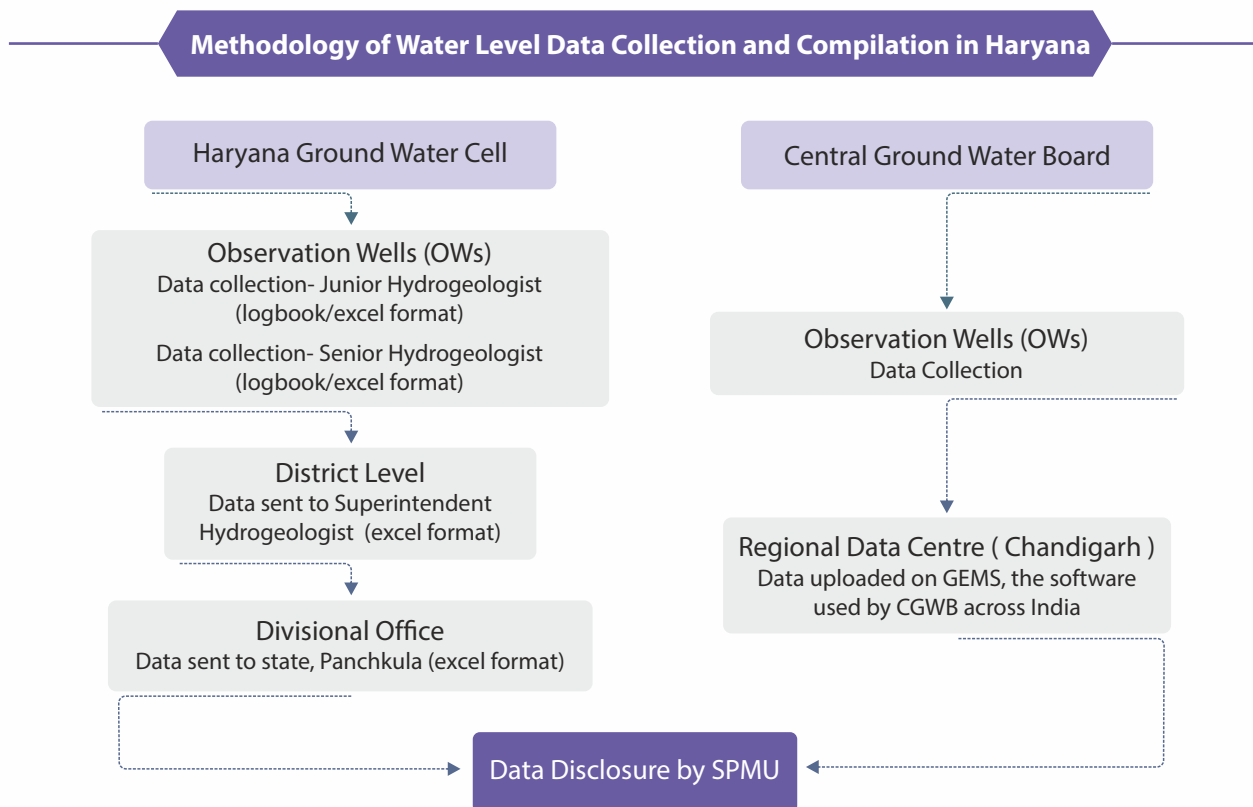 Methodology of Water Level Data Collection and Compilation in Haryana
Haryana Ground Water Cell
Observation Wells (OWs)
Data collection- Junior Hydrogeologist
(logbook/excel format)
Data collection- Senior Hydrogeologist
(logbook/excel format)
District Level
Data sent to Superintendent
Hydrogeologist (excel format)
Divisional Office
Data sent to state, Panchkula (excel format)
Central Ground Water Board
Observation Wells (OWs)
Data Collection
Regional Data Centre ( Chandigarh )
Data uploaded on GEMS, the software
used by CGWB across India
Data Disclosure by SPMU